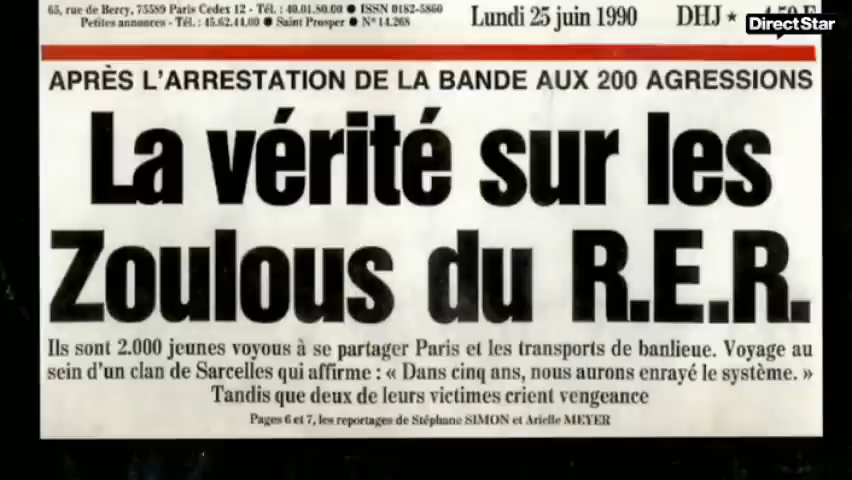 65, rue de Bercy, 75589 Paris Cedex 12 - Tél. : 40.01.80.00 ● ISSN 0182-5860
Petites annonces - Tél. : 45.62.44.00 ● Saint Prosper ● N° 14.268
Lundi 25 juin 1990
DHJ ★
DirectStar
APRÈS L'ARRESTATION DE LA BANDE AUX 200 AGRESSIONS
La vérité sur les
Zoulous du R.E.R.
Ils sont 2.000 jeunes voyous à se partager Paris et les transports de banlieue. Voyage au
sein d'un clan de Sarcelles qui affirme : « Dans cinq ans, nous aurons enrayé le système. »
Tandis que deux de leurs victimes crient vengeance
Pages 6 et 7, les reportages de Stéphane SIMON et Arielle MEYER